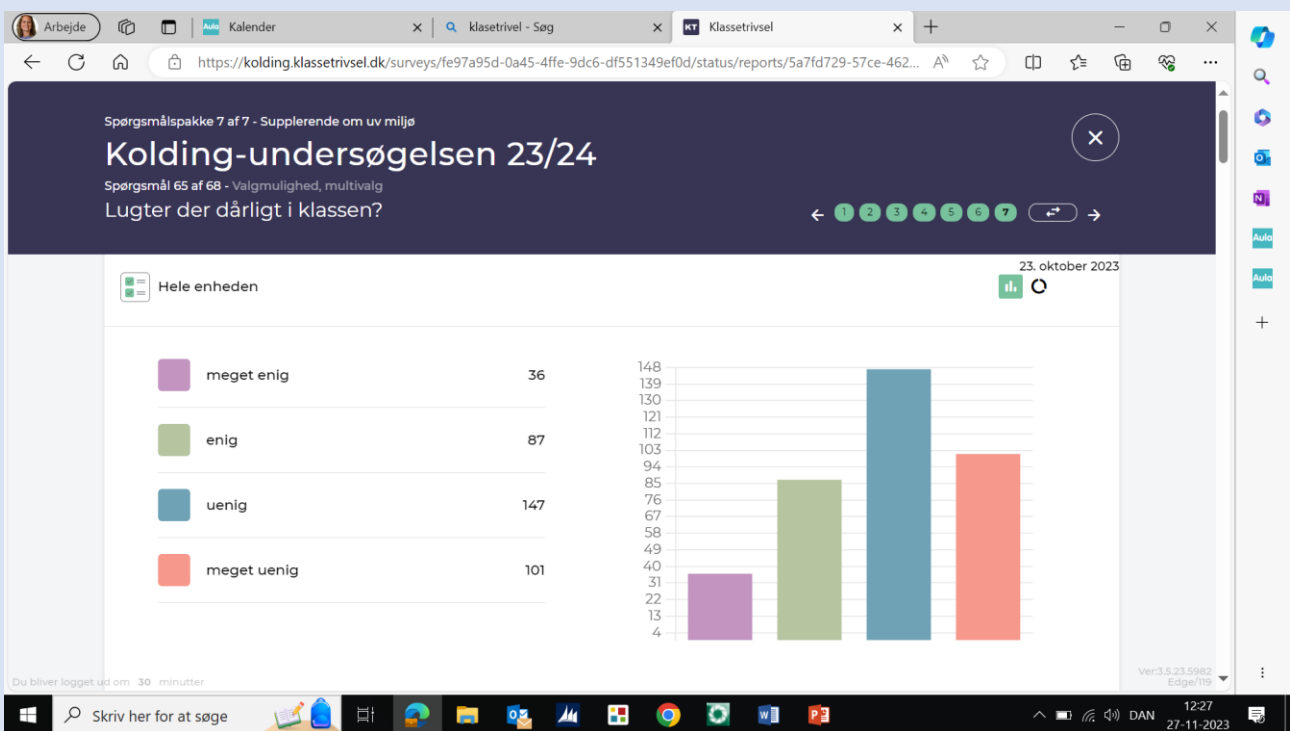 Arbejde
Aula Kalender
klasetrivel - Søg
KT Klassetrivsel
https://kolding.klassetrivsel.dk/surveys/fe97a95d-0a45-4ffe-9dc6-df551349ef0d/status/reports/5a7fd729-57ce-462...
Spørgsmålspakke 7 af 7 - Supplerende om uv miljø
Kolding-undersøgelsen 23/24
Spørgsmål 65 af 68 - Valgmulighed, multivalg
Lugter der dårligt i klassen?
1 2 3 4 5 6 7
Aula
Aula
23. oktober 2023
Hele enheden
meget enig 36
enig 87
uenig 147
meget uenig 101
148
139
130
121
112
103
94
85
76
67
58
49
40
31
22
13
4
Du bliver logget ud om 30 minutter
Ver:3.5.23.5982
Edge/119
Skriv her for at søge
DAN
12:27
27-11-2023